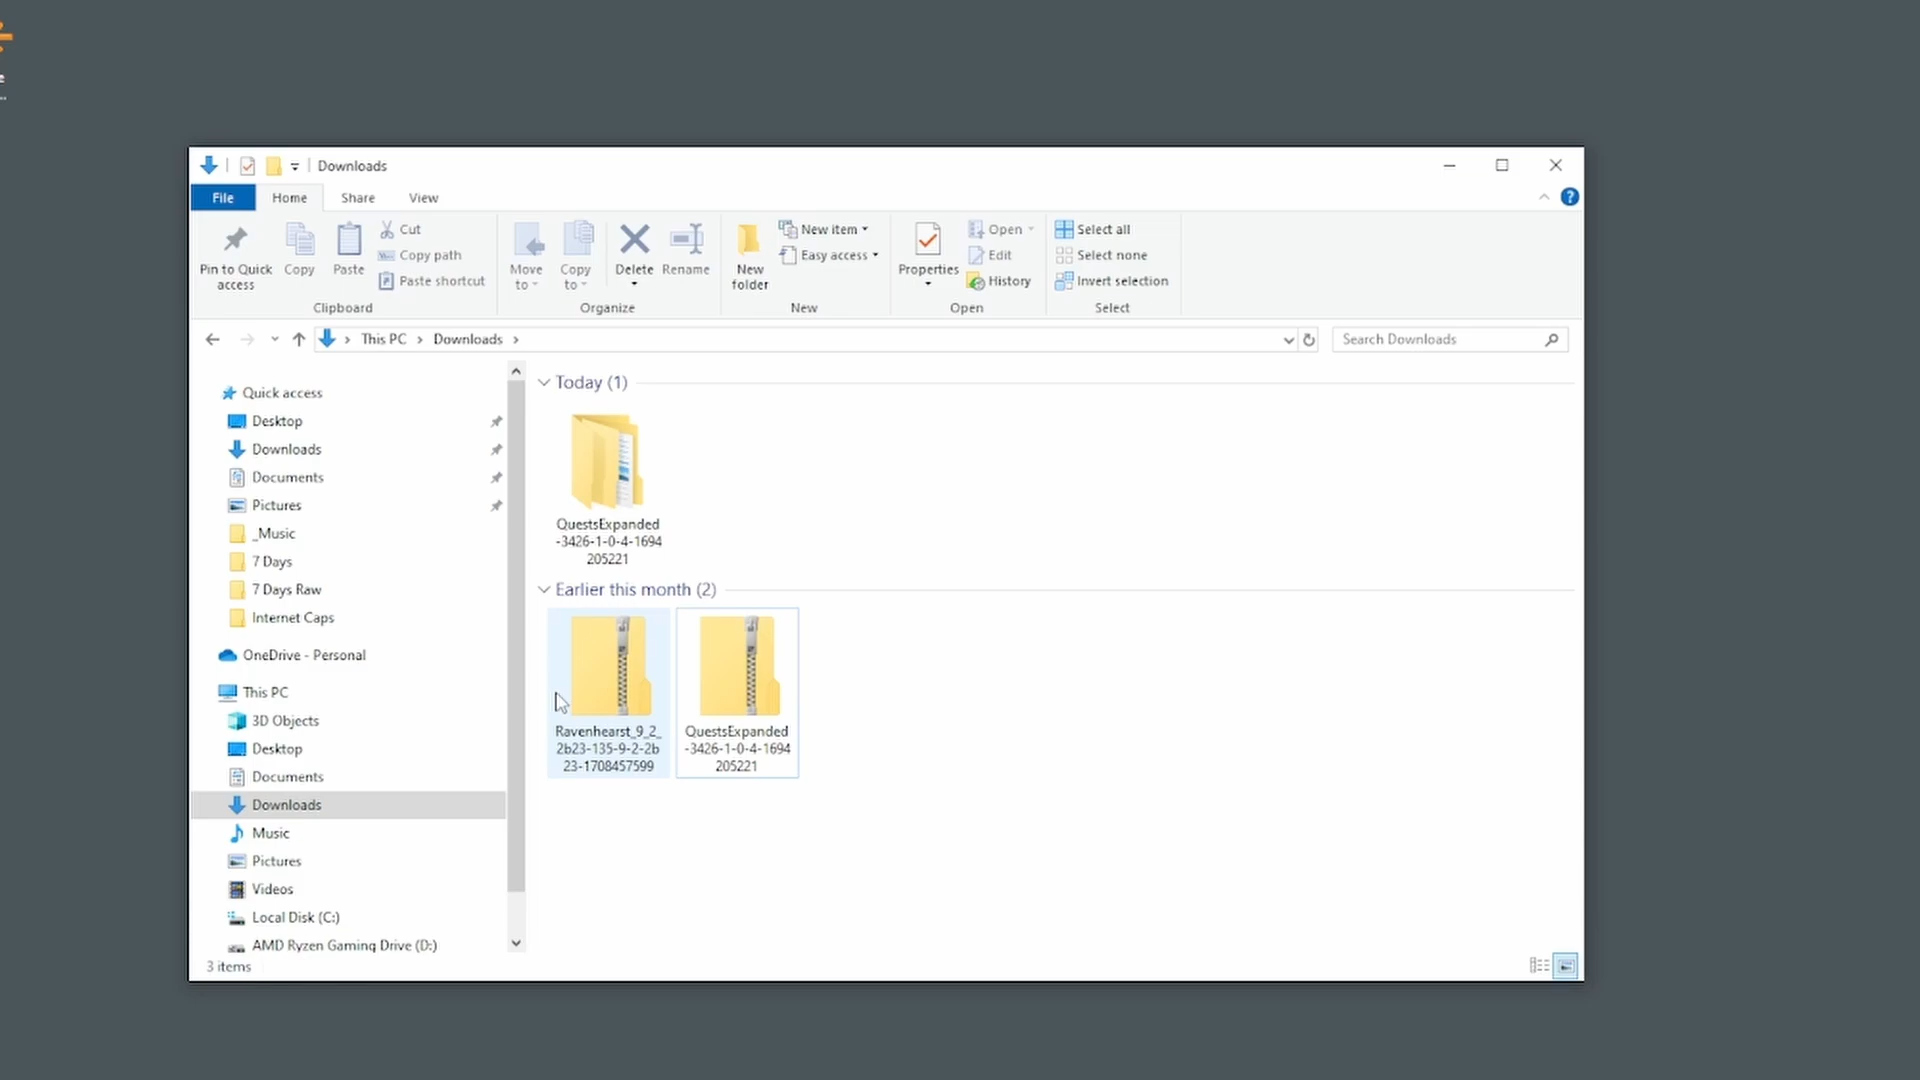 e
...
Downloads
File
Home
Share
View
Pin to Quick
access
Copy
Paste
Cut
Copy path
Paste shortcut
Clipboard
Move
to
Copy
to
Delete
Rename
Organize
New
folder
New item
Easy access
New
Properties
Open
Edit
History
Open
Select all
Select none
Invert selection
Select
This PC
Downloads
Search Downloads
Quick access
Desktop
Downloads
Documents
Pictures
_Music
7 Days
7 Days Raw
Internet Caps
OneDrive - Personal
This PC
3D Objects
Desktop
Documents
Downloads
Music
Pictures
Videos
Local Disk (C:)
AMD Ryzen Gaming Drive (D:)
Today (1)
QuestsExpanded
-3426-1-0-4-1694
205221
Earlier this month (2)
Ravenhearst_9_2_
2b23-135-9-2-2b
23-1708457599
QuestsExpanded
-3426-1-0-4-1694
205221
3 items